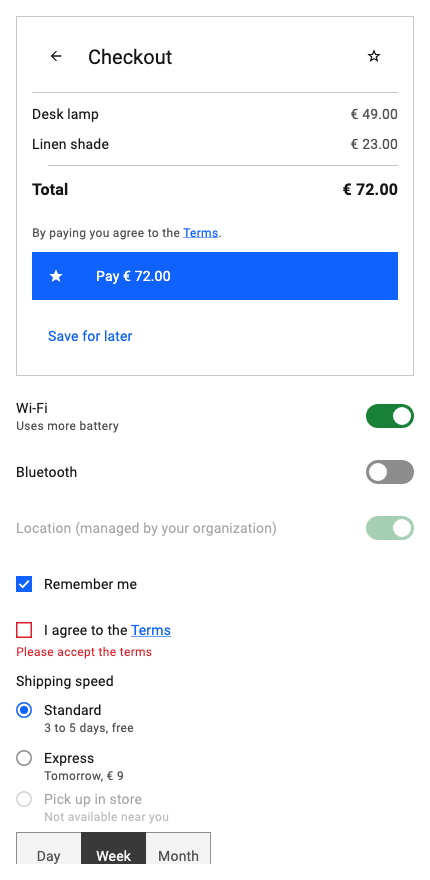 Checkout
Desk lamp € 49.00
Linen shade € 23.00
Total € 72.00
By paying you agree to the Terms.
Pay € 72.00
Save for later
Wi-Fi
Uses more battery
Bluetooth
Location (managed by your organization)
Remember me
I agree to the Terms
Please accept the terms
Shipping speed
Standard
3 to 5 days, free
Express
Tomorrow, € 9
Pick up in store
Not available near you
Day Week Month